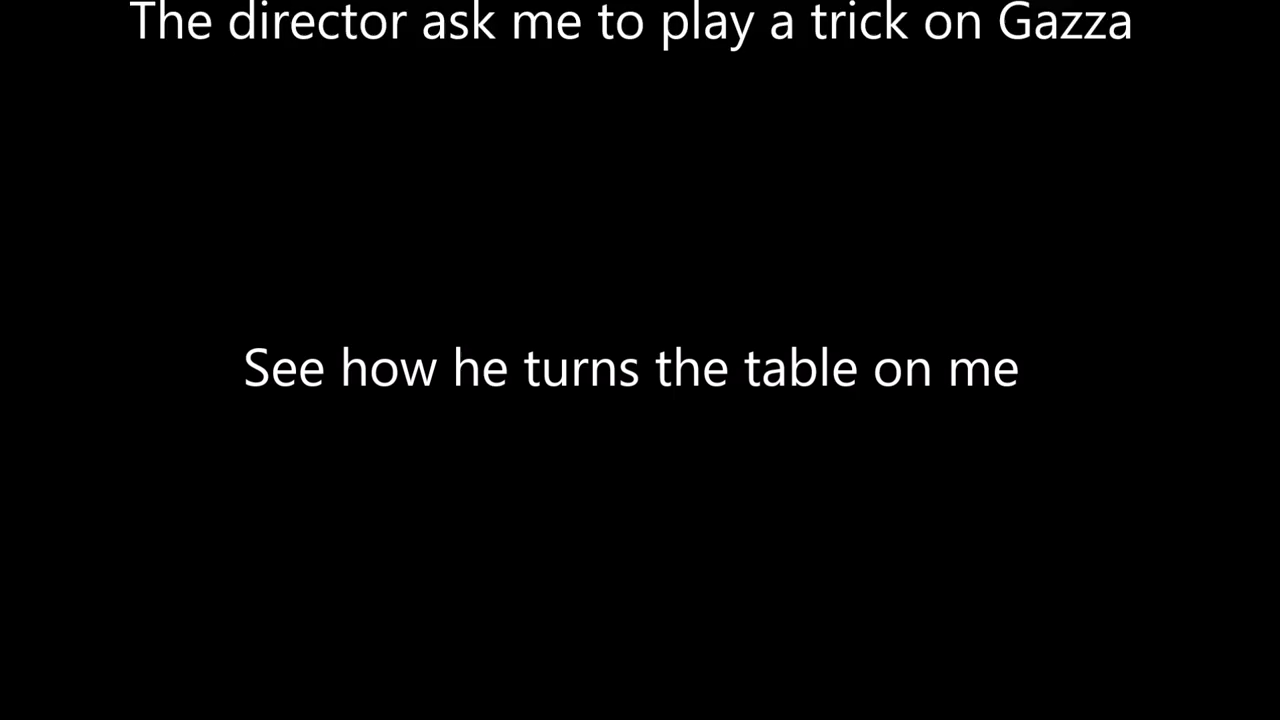 The director ask me to play a trick on Gazza
See how he turns the table on me